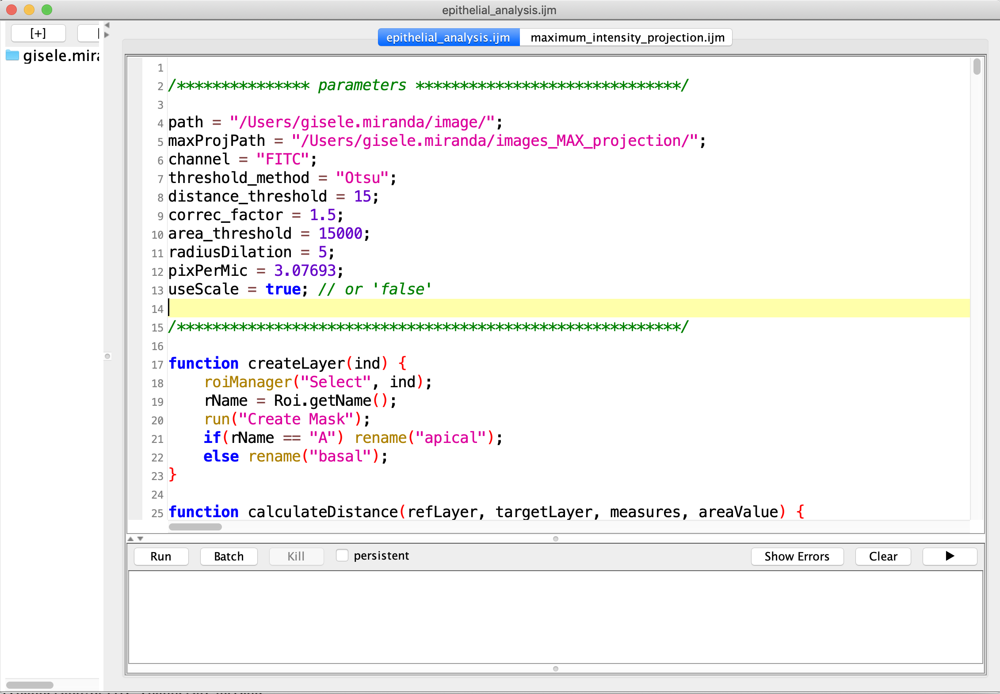 epithelial_analysis.ijm
[+]
[
gisele.mira
epithelial_analysis.ijm
maximum_intensity_projection.ijm
1
2 /*************** parameters ******************************/
3
4 path = "/Users/gisele.miranda/image/";
5 maxProjPath = "/Users/gisele.miranda/images_MAX_projection/";
6 channel = "FITC";
7 threshold_method = "Otsu";
8 distance_threshold = 15;
9 correc_factor = 1.5;
10 area_threshold = 15000;
11 radiusDilation = 5;
12 pixPerMic = 3.07693;
13 useScale = true; // or 'false'
14
15 /*********************************************************/
16
17 function createLayer(ind) {
18     roiManager("Select", ind);
19     rName = Roi.getName();
20     run("Create Mask");
21     if(rName == "A") rename("apical");
22     else rename("basal");
23 }
24
25 function calculateDistance(refLayer, targetLayer, measures, areaValue) {
Run
Batch
Kill
persistent
Show Errors
Clear